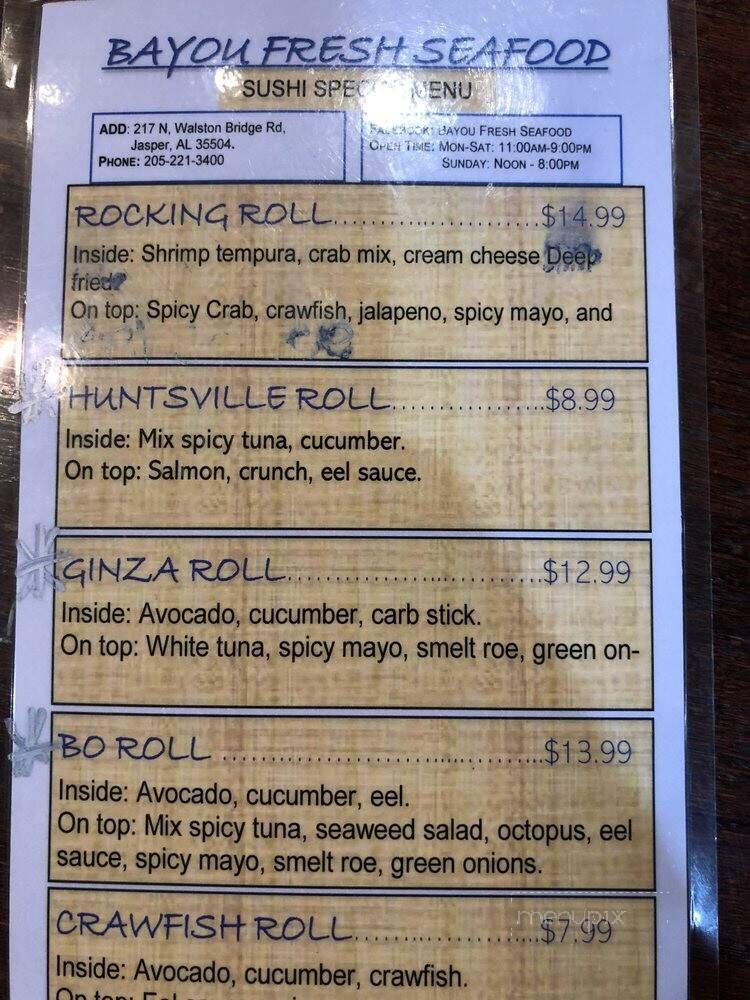 BAYOU FRESH SEAFOOD
SUSHI MENU
ADD: 217 N, Walston Bridge Rd,
Jasper, AL 35504.
PHONE: 205-221-3400
FACEBOOK: BAYOU FRESH SEAFOOD
OPEN TIME: MON-SAT: 11:00AM-9:00PM
SUNDAY: NOON - 8:00PM
ROCKING ROLL..........................$14.99
Inside: Shrimp tempura, crab mix, cream cheese Deep
fried
On top: Spicy Crab, crawfish, jalapeno, spicy mayo, and
HUNTSVILLE ROLL...................$8.99
Inside: Mix spicy tuna, cucumber.
On top: Salmon, crunch, eel sauce.
GINZA ROLL..............................$12.99
Inside: Avocado, cucumber, carb stick.
On top: White tuna, spicy mayo, smelt roe, green on-
BO ROLL ....................................$13.99
Inside: Avocado, cucumber, eel.
On top: Mix spicy tuna, seaweed salad, octopus, eel
sauce, spicy mayo, smelt roe, green onions.
CRAWFISH ROLL......................$7.99
menupix
Inside: Avocado, cucumber, crawfish.
On top: